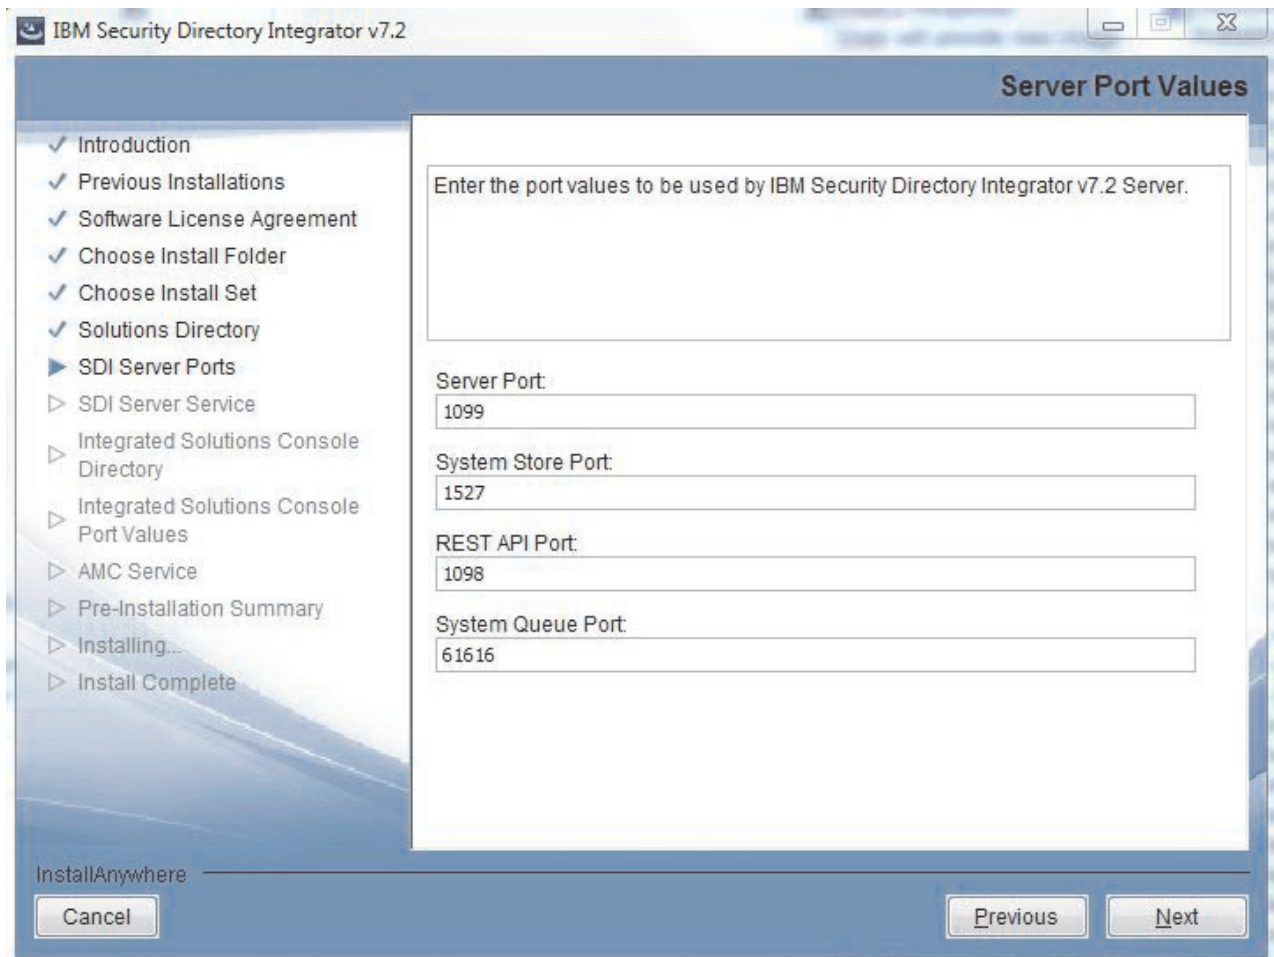 IBM Security Directory Integrator v7.2
Server Port Values
Introduction
Previous Installations
Software License Agreement
Choose Install Folder
Choose Install Set
Solutions Directory
SDI Server Ports
SDI Server Service
Integrated Solutions Console
Directory
Integrated Solutions Console
Port Values
AMC Service
Pre-Installation Summary
Installing...
Install Complete
Enter the port values to be used by IBM Security Directory Integrator v7.2 Server.
Server Port:
1099
System Store Port:
1527
REST API Port:
1098
System Queue Port:
61616
InstallAnywhere
Cancel
Previous
Next